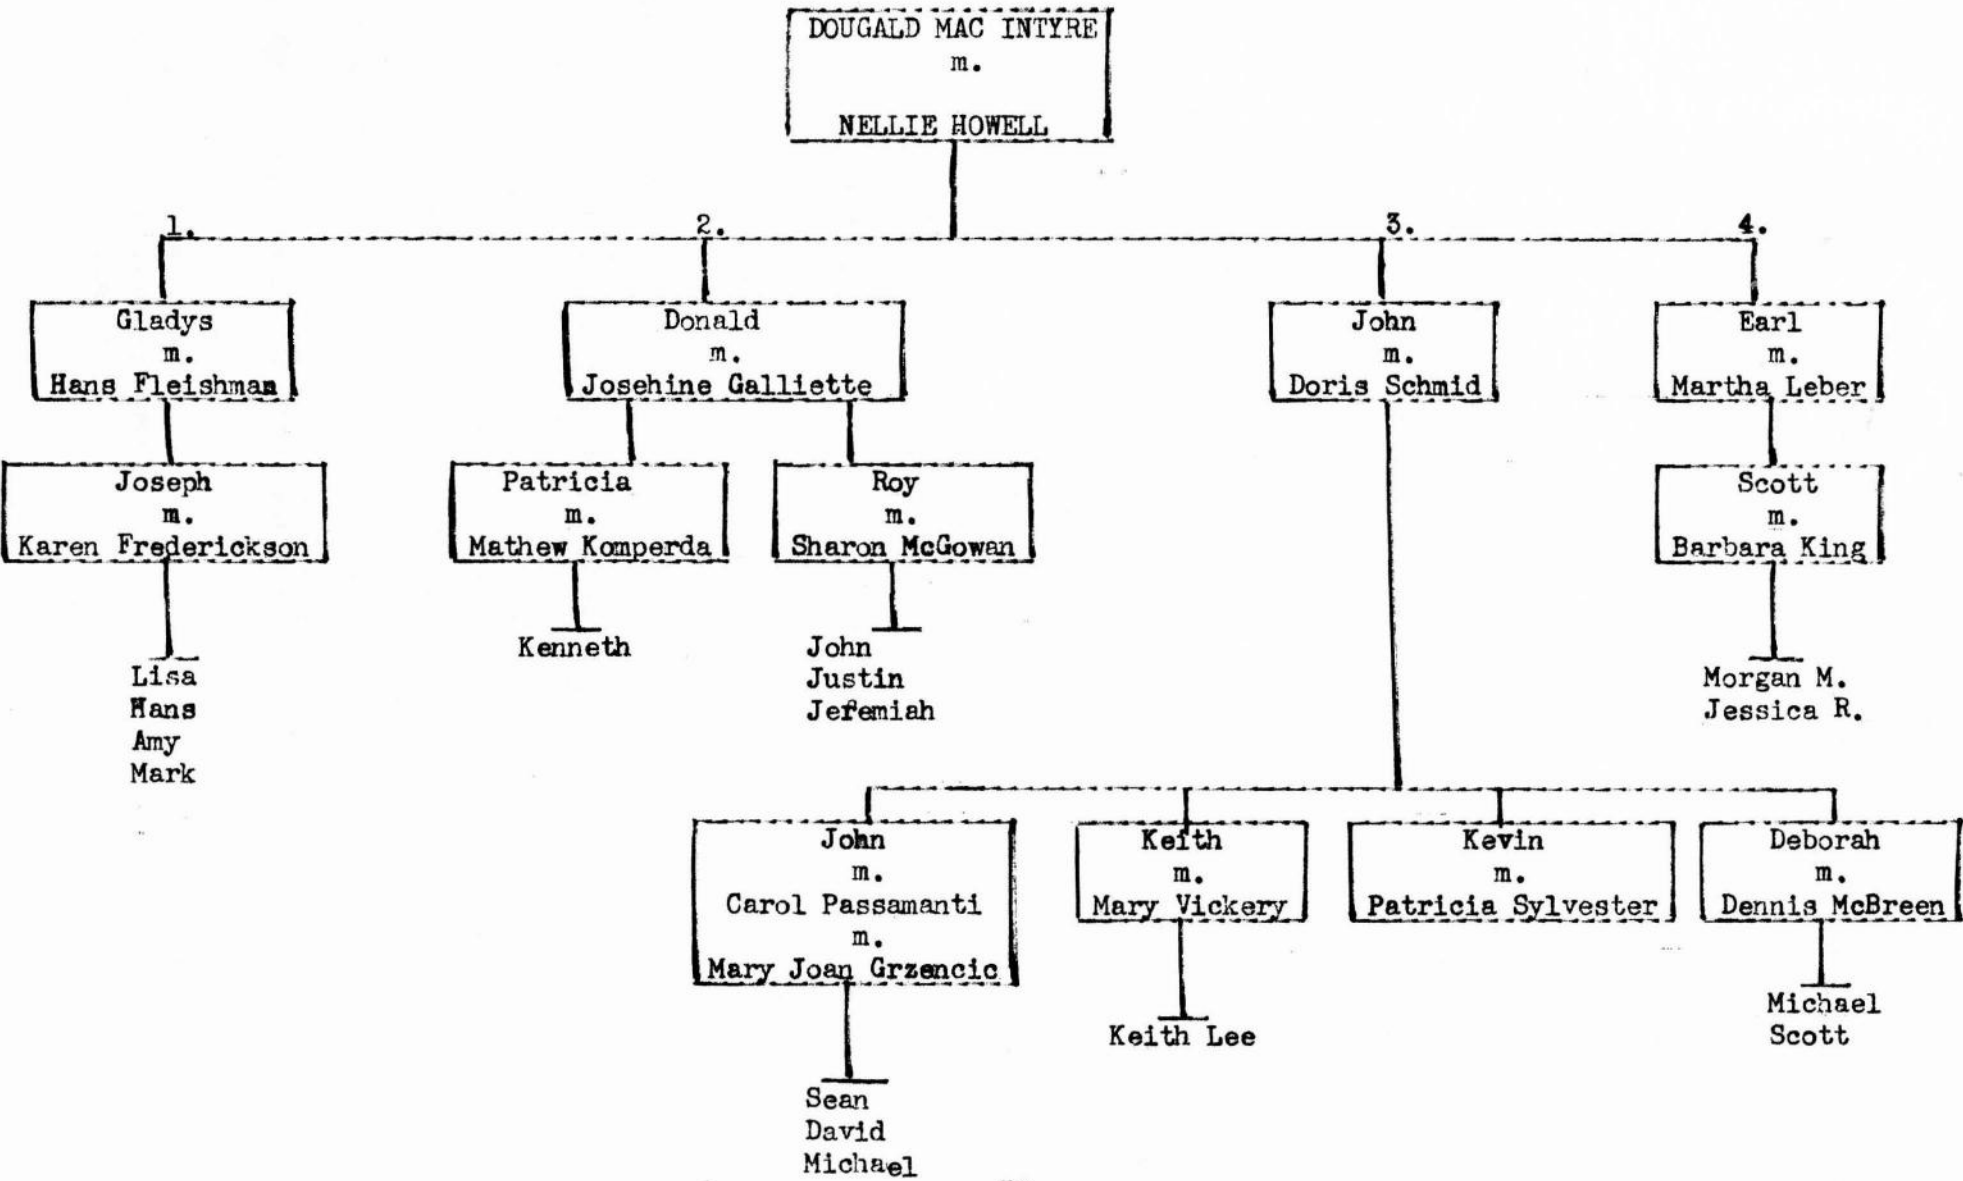 DOUGALD MAC INTYRE
m.
NELLIE HOWELL
1.
2.
3.
4.
Gladys
m.
Hans Fleishman
Donald
m.
Josehine Galliette
John
m.
Doris Schmid
Earl
m.
Martha Leber
Joseph
m.
Karen Frederickson
Patricia
m.
Mathew Komperda
Roy
m.
Sharon McGowan
Scott
m.
Barbara King
Lisa
Hans
Amy
Mark
Kenneth
John
Justin
Jeremiah
Morgan M.
Jessica R.
John
m.
Carol Passamanti
m.
Mary Joan Grzencic
Keith
m.
Mary Vickery
Kevin
m.
Patricia Sylvester
Deborah
m.
Dennis McBreen
Sean
David
Michael
Keith Lee
Michael
Scott